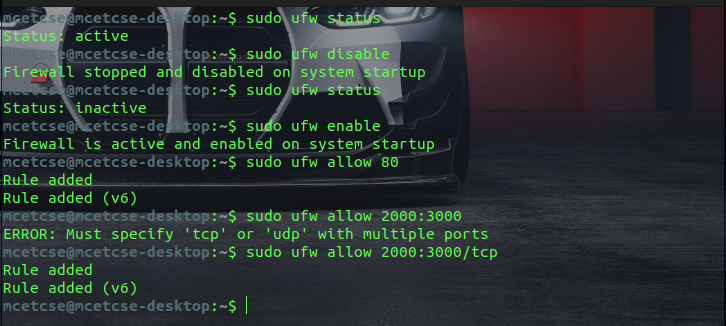 mcetcse@mcetcse-desktop:~$ sudo ufw status
Status: active
mcetcse@mcetcse-desktop:~$ sudo ufw disable
Firewall stopped and disabled on system startup
mcetcse@mcetcse-desktop:~$ sudo ufw status
Status: inactive
mcetcse@mcetcse-desktop:~$ sudo ufw enable
Firewall is active and enabled on system startup
mcetcse@mcetcse-desktop:~$ sudo ufw allow 80
Rule added
Rule added (v6)
mcetcse@mcetcse-desktop:~$ sudo ufw allow 2000:3000
ERROR: Must specify 'tcp' or 'udp' with multiple ports
mcetcse@mcetcse-desktop:~$ sudo ufw allow 2000:3000/tcp
Rule added
Rule added (v6)
mcetcse@mcetcse-desktop:~$